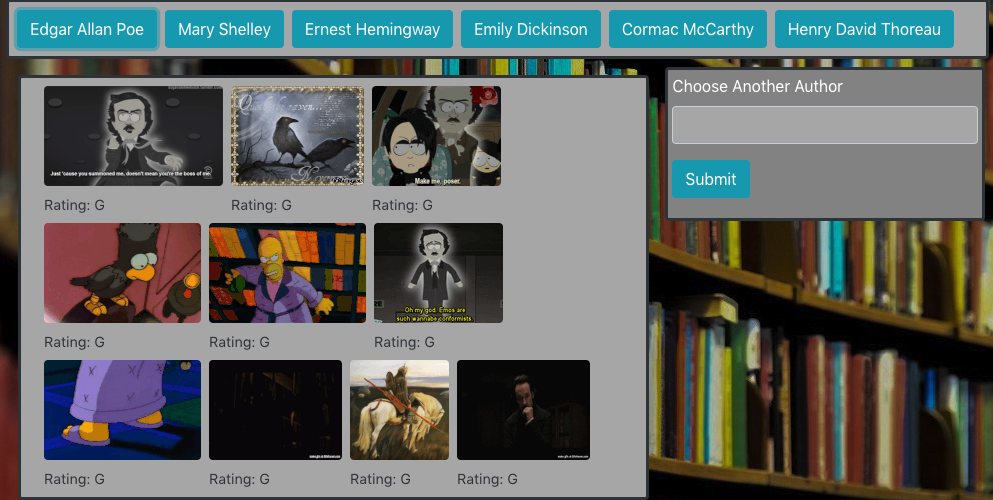 Edgar Allan Poe Mary Shelley Ernest Hemingway Emily Dickinson Cormac McCarthy Henry David Thoreau
Choose Another Author
Submit
Just 'cause you summoned me, doesn't mean you're the boss of me.
Make me, poser.
Rating: G Rating: G Rating: G
Oh my god. Emos are
such wannabe conformists.
Rating: G Rating: G Rating: G
Rating: G Rating: G Rating: G Rating: G